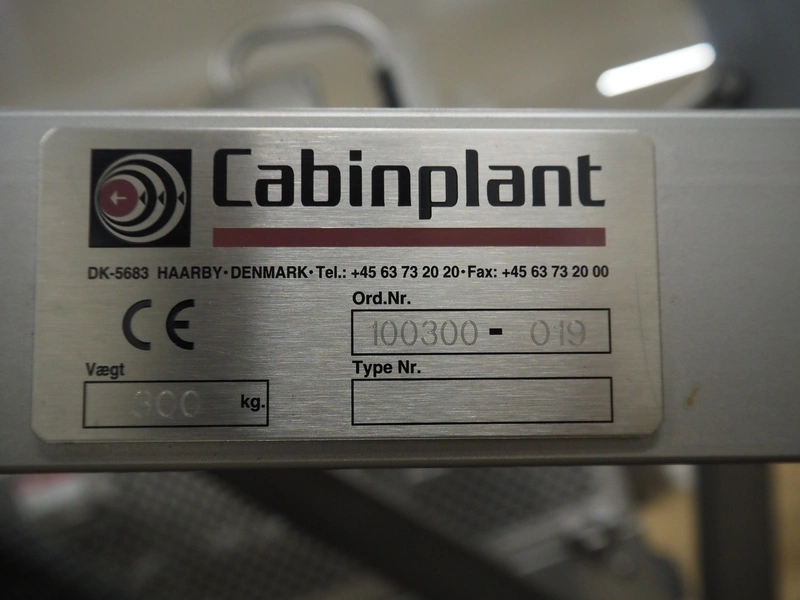 Cabinplant
DK-5683 HAARBY·DENMARK·Tel.: +45 63 73 20 20·Fax: +45 63 73 20 00
CE
Ord.Nr.
100300 - 019
Vægt
300 kg.
Type Nr.